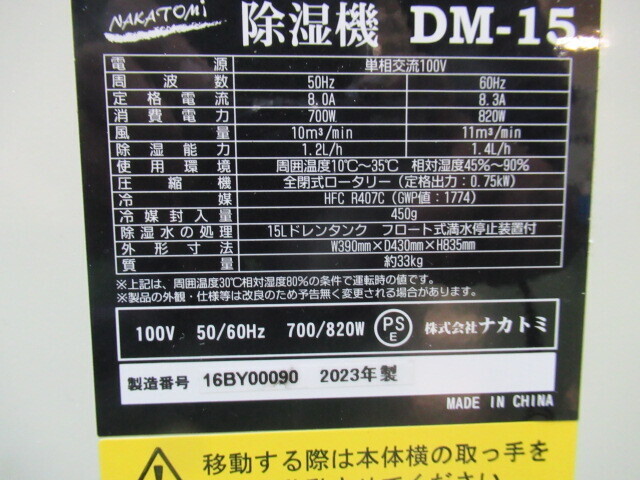 NAKATOMI 除湿機 DM-15
電源 単相交流100V
周波数 50Hz 60Hz
定格電流 8.0A 8.3A
消費電力 700W 820W
風量 10m³/min 11m³/min
除湿能力 1.2L/h 1.4L/h
使用環境 周囲温度10℃～35℃ 相対湿度45%～90%
圧縮機 全閉式ロータリー（定格出力：0.75kW）
冷媒 HFC R407C（GWP値：1774）
冷媒封入量 450g
除湿水の処理 15Lドレンタンク フロート式満水停止装置付
外形寸法 W390mm×D430mm×H835mm
質量 約33kg
※上記は、周囲温度30℃相対湿度80%の条件で運転時の値です。
※製品の外観・仕様等は改良のため予告無く変更される場合があります。
100V 50/60Hz 700/820W PSE 株式会社ナカトミ
製造番号 16BY00090 2023年製
MADE IN CHINA
移動する際は本体横の取っ手を